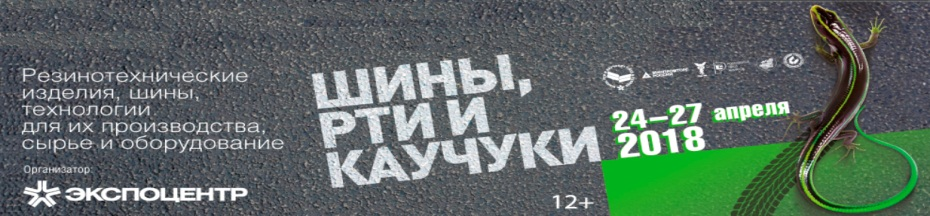 Резинотехнические
изделия, шины,
технологии
для их производства,
сырье и оборудование
Организатор:
ЭКСПОЦЕНТР
ШИНЫ,
РТИ И
КАУЧУКИ
24–27 апреля
2018
12+